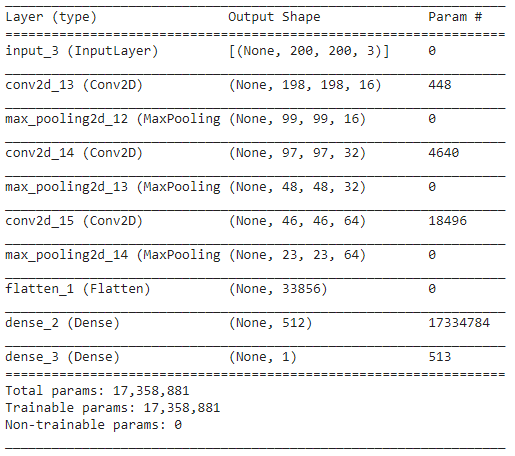 Layer (type) Output Shape Param #
input_3 (InputLayer) [(None, 200, 200, 3)] 0
conv2d_13 (Conv2D) (None, 198, 198, 16) 448
max_pooling2d_12 (MaxPooling (None, 99, 99, 16) 0
conv2d_14 (Conv2D) (None, 97, 97, 32) 4640
max_pooling2d_13 (MaxPooling (None, 48, 48, 32) 0
conv2d_15 (Conv2D) (None, 46, 46, 64) 18496
max_pooling2d_14 (MaxPooling (None, 23, 23, 64) 0
flatten_1 (Flatten) (None, 33856) 0
dense_2 (Dense) (None, 512) 17334784
dense_3 (Dense) (None, 1) 513
Total params: 17,358,881
Trainable params: 17,358,881
Non-trainable params: 0